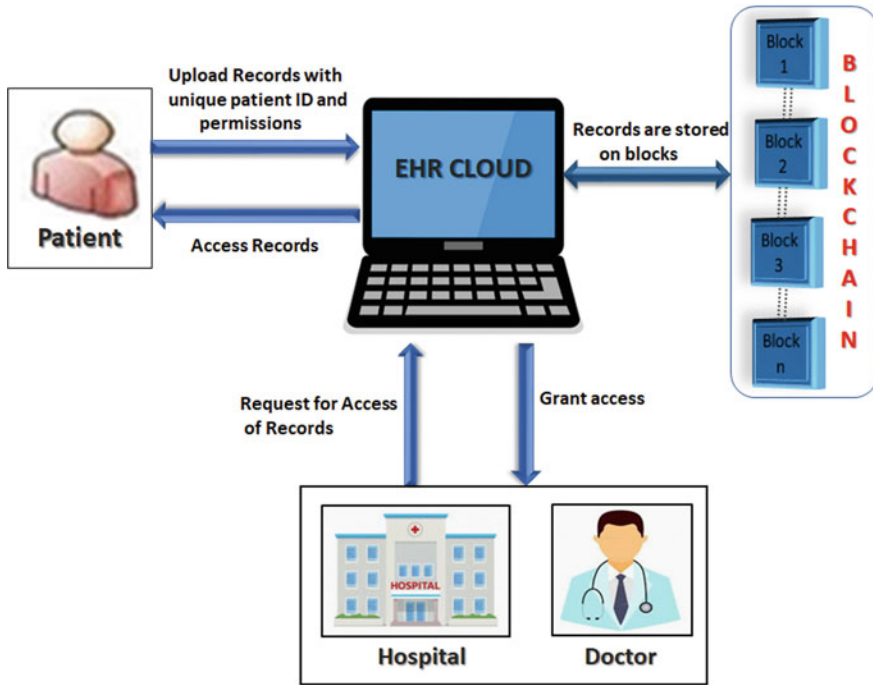 Upload Records with
unique patient ID and
permissions
Patient
Access Records
EHR CLOUD
Records are stored
on blocks
Block
1
Block
2
Block
3
Block
n
BLOCKCHAIN
Request for Access
of Records
Grant access
HOSPITAL
Hospital
Doctor